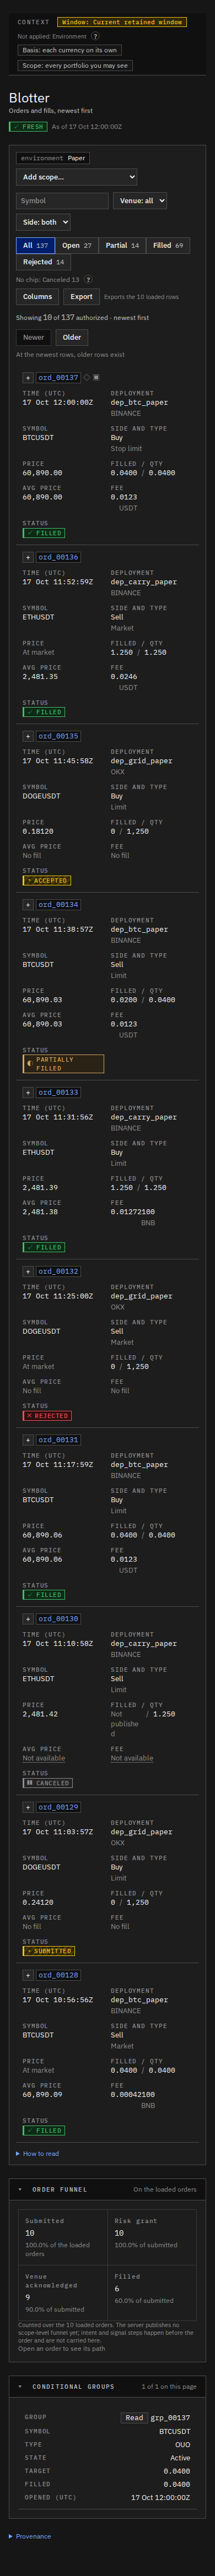 CONTEXT Window: Current retained window
Not applied: Environment ?
Basis: each currency on its own
Scope: every portfolio you may see
Blotter
Orders and fills, newest first
✓ FRESH As of 17 Oct 12:00:00Z
environment Paper
Add scope...
Symbol Venue: all
Side: both
All 137 Open 27 Partial 14 Filled 69
Rejected 14
No chip: Canceled 13 ?
Columns Export Exports the 10 loaded rows
Showing 10 of 137 authorized · newest first
Newer Older
At the newest rows, older rows exist
+ ord_00137
TIME (UTC) DEPLOYMENT
17 Oct 12:00:00Z dep_btc_paper
BINANCE
SYMBOL SIDE AND TYPE
BTCUSDT Buy
Stop limit
PRICE FILLED / QTY
60,890.00 0.0400 / 0.0400
AVG PRICE FEE
60,890.00 0.0123
USDT
STATUS
✓ FILLED
+ ord_00136
TIME (UTC) DEPLOYMENT
17 Oct 11:52:59Z dep_carry_paper
BINANCE
SYMBOL SIDE AND TYPE
ETHUSDT Sell
Market
PRICE FILLED / QTY
At market 1.250 / 1.250
AVG PRICE FEE
2,481.35 0.0246
USDT
STATUS
✓ FILLED
+ ord_00135
TIME (UTC) DEPLOYMENT
17 Oct 11:45:58Z dep_grid_paper
OKX
SYMBOL SIDE AND TYPE
DOGEUSDT Buy
Limit
PRICE FILLED / QTY
0.18120 0 / 1,250
AVG PRICE FEE
No fill No fill
STATUS
ACCEPTED
+ ord_00134
TIME (UTC) DEPLOYMENT
17 Oct 11:38:57Z dep_btc_paper
BINANCE
SYMBOL SIDE AND TYPE
BTCUSDT Sell
Limit
PRICE FILLED / QTY
60,890.03 0.0200 / 0.0400
AVG PRICE FEE
60,890.03 0.0123
USDT
STATUS
PARTIALLY
FILLED
+ ord_00133
TIME (UTC) DEPLOYMENT
17 Oct 11:31:56Z dep_carry_paper
BINANCE
SYMBOL SIDE AND TYPE
ETHUSDT Buy
Limit
PRICE FILLED / QTY
2,481.39 1.250 / 1.250
AVG PRICE FEE
2,481.38 0.01272100
BNB
STATUS
✓ FILLED
+ ord_00132
TIME (UTC) DEPLOYMENT
17 Oct 11:25:00Z dep_grid_paper
OKX
SYMBOL SIDE AND TYPE
DOGEUSDT Sell
Market
PRICE FILLED / QTY
At market 0 / 1,250
AVG PRICE FEE
No fill No fill
STATUS
✕ REJECTED
+ ord_00131
TIME (UTC) DEPLOYMENT
17 Oct 11:17:59Z dep_btc_paper
BINANCE
SYMBOL SIDE AND TYPE
BTCUSDT Buy
Limit
PRICE FILLED / QTY
60,890.06 0.0400 / 0.0400
AVG PRICE FEE
60,890.06 0.0123
USDT
STATUS
✓ FILLED
+ ord_00130
TIME (UTC) DEPLOYMENT
17 Oct 11:10:58Z dep_carry_paper
BINANCE
SYMBOL SIDE AND TYPE
ETHUSDT Sell
Limit
PRICE FILLED / QTY
2,481.42 Not / 1.250
publishe
d
AVG PRICE FEE
Not available Not available
STATUS
CANCELED
+ ord_00129
TIME (UTC) DEPLOYMENT
17 Oct 11:03:57Z dep_grid_paper
OKX
SYMBOL SIDE AND TYPE
DOGEUSDT Buy
Limit
PRICE FILLED / QTY
0.24120 0 / 1,250
AVG PRICE FEE
No fill No fill
STATUS
SUBMITTED
+ ord_00128
TIME (UTC) DEPLOYMENT
17 Oct 10:56:56Z dep_btc_paper
BINANCE
SYMBOL SIDE AND TYPE
BTCUSDT Sell
Market
PRICE FILLED / QTY
At market 0.0400 / 0.0400
AVG PRICE FEE
60,890.09 0.00042100
BNB
STATUS
✓ FILLED
How to read
ORDER FUNNEL On the loaded orders
Submitted Risk grant
10 10
100.0% of the loaded orders 100.0% of submitted
Venue acknowledged Filled
9 6
90.0% of submitted 60.0% of submitted
Counted over the 10 loaded orders. The server publishes no
scope-level funnel yet; intent and signal steps happen before the
order and are not carried here.
Open an order to see its path
CONDITIONAL GROUPS 1 of 1 on this page
GROUP Read grp_00137
SYMBOL BTCUSDT
TYPE OUO
STATE Active
TARGET 0.0400
FILLED 0.0400
OPENED (UTC) 17 Oct 12:00:00Z
Provenance